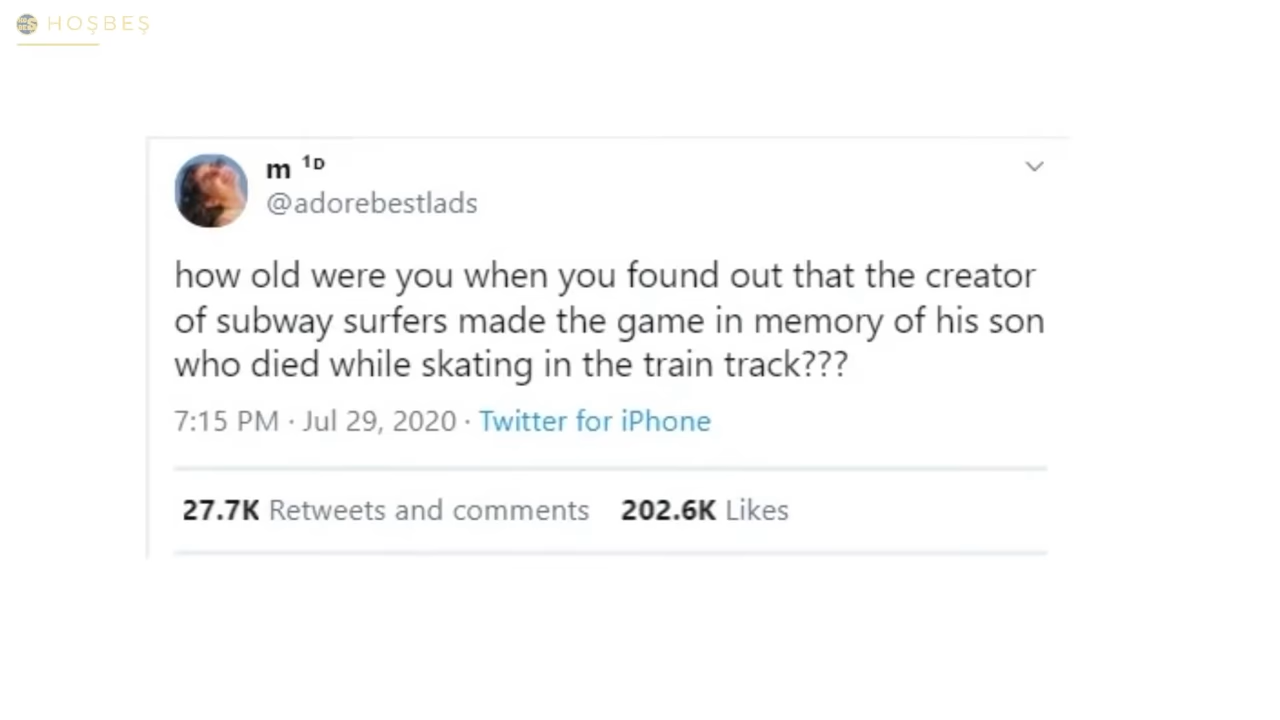 HOŞBEŞ
m ¹ᴰ
@adorebestlads
how old were you when you found out that the creator
of subway surfers made the game in memory of his son
who died while skating in the train track???
7:15 PM · Jul 29, 2020 · Twitter for iPhone
27.7K Retweets and comments 202.6K Likes